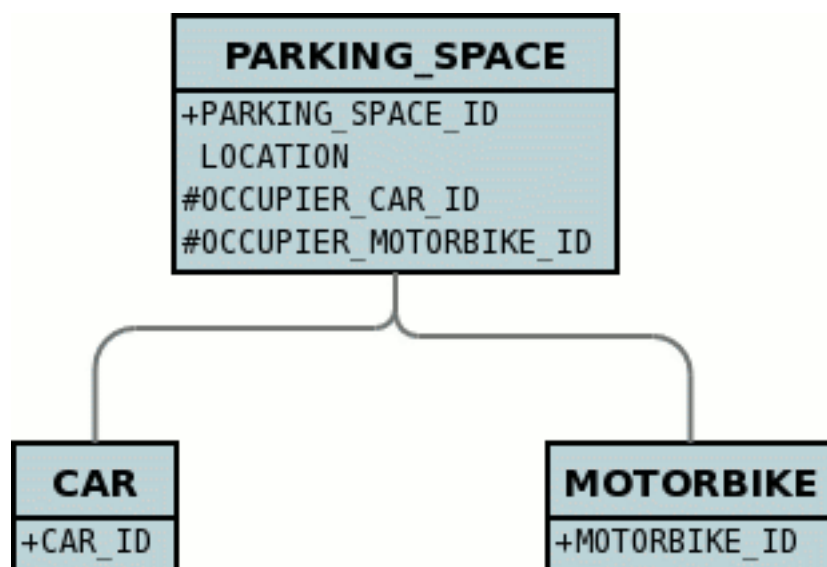 PARKING_SPACE
+PARKING_SPACE_ID
LOCATION
#OCCUPIER_CAR_ID
#OCCUPIER_MOTORBIKE_ID
CAR
+CAR_ID
MOTORBIKE
+MOTORBIKE_ID